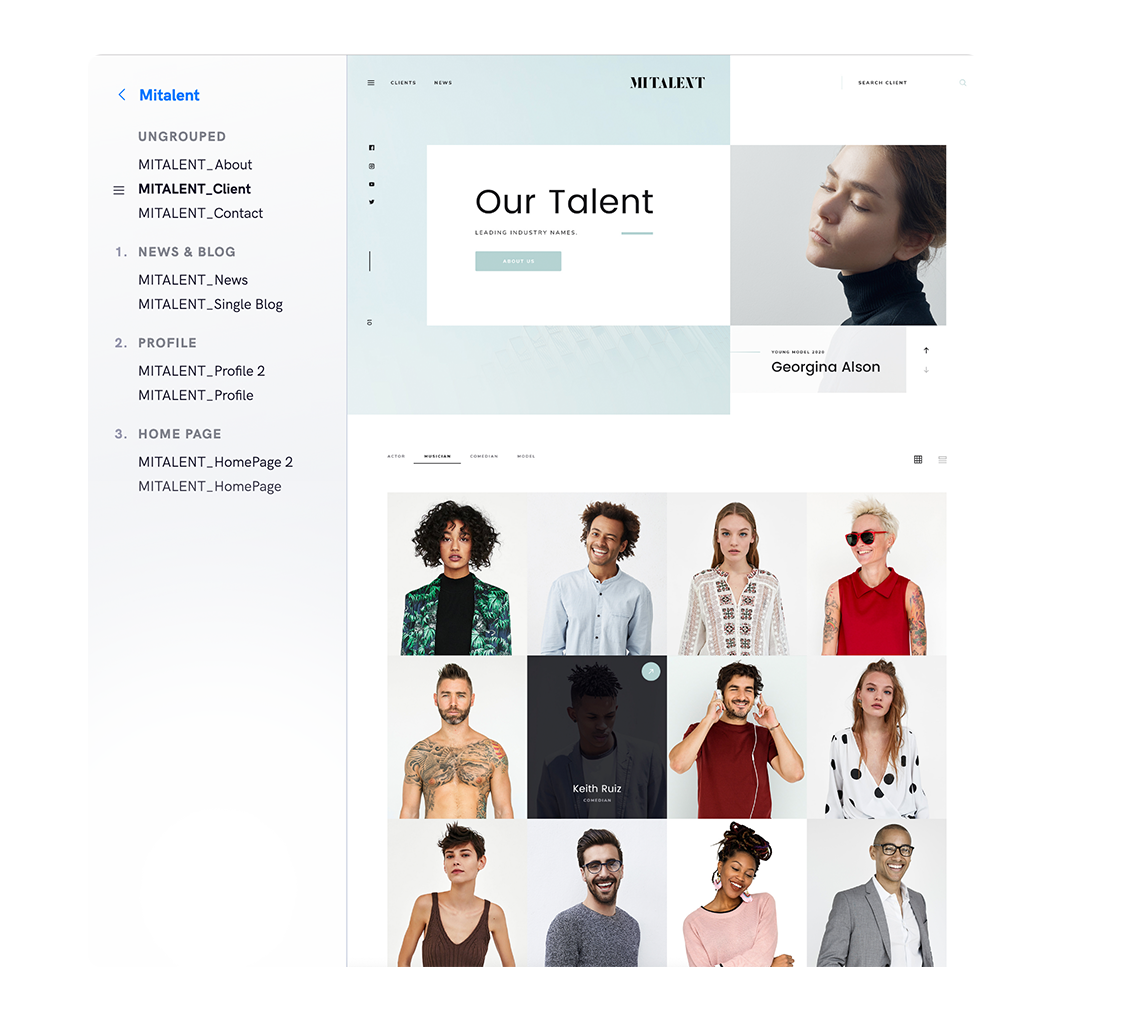 Mitalent
UNGROUPED
MITALENT_About
MITALENT_Client
MITALENT_Contact
1. NEWS & BLOG
MITALENT_News
MITALENT_Single Blog
2. PROFILE
MITALENT_Profile 2
MITALENT_Profile
3. HOME PAGE
MITALENT_HomePage 2
MITALENT_HomePage
CLIENTS NEWS
MITALENT
SEARCH CLIENT
Our Talent
LEADING INDUSTRY NAMES.
ABOUT US
01
YOUNG MODEL 2020
Georgina Alson
ACTOR MUSICIAN COMEDIAN MODEL
Keith Ruiz
COMEDIAN